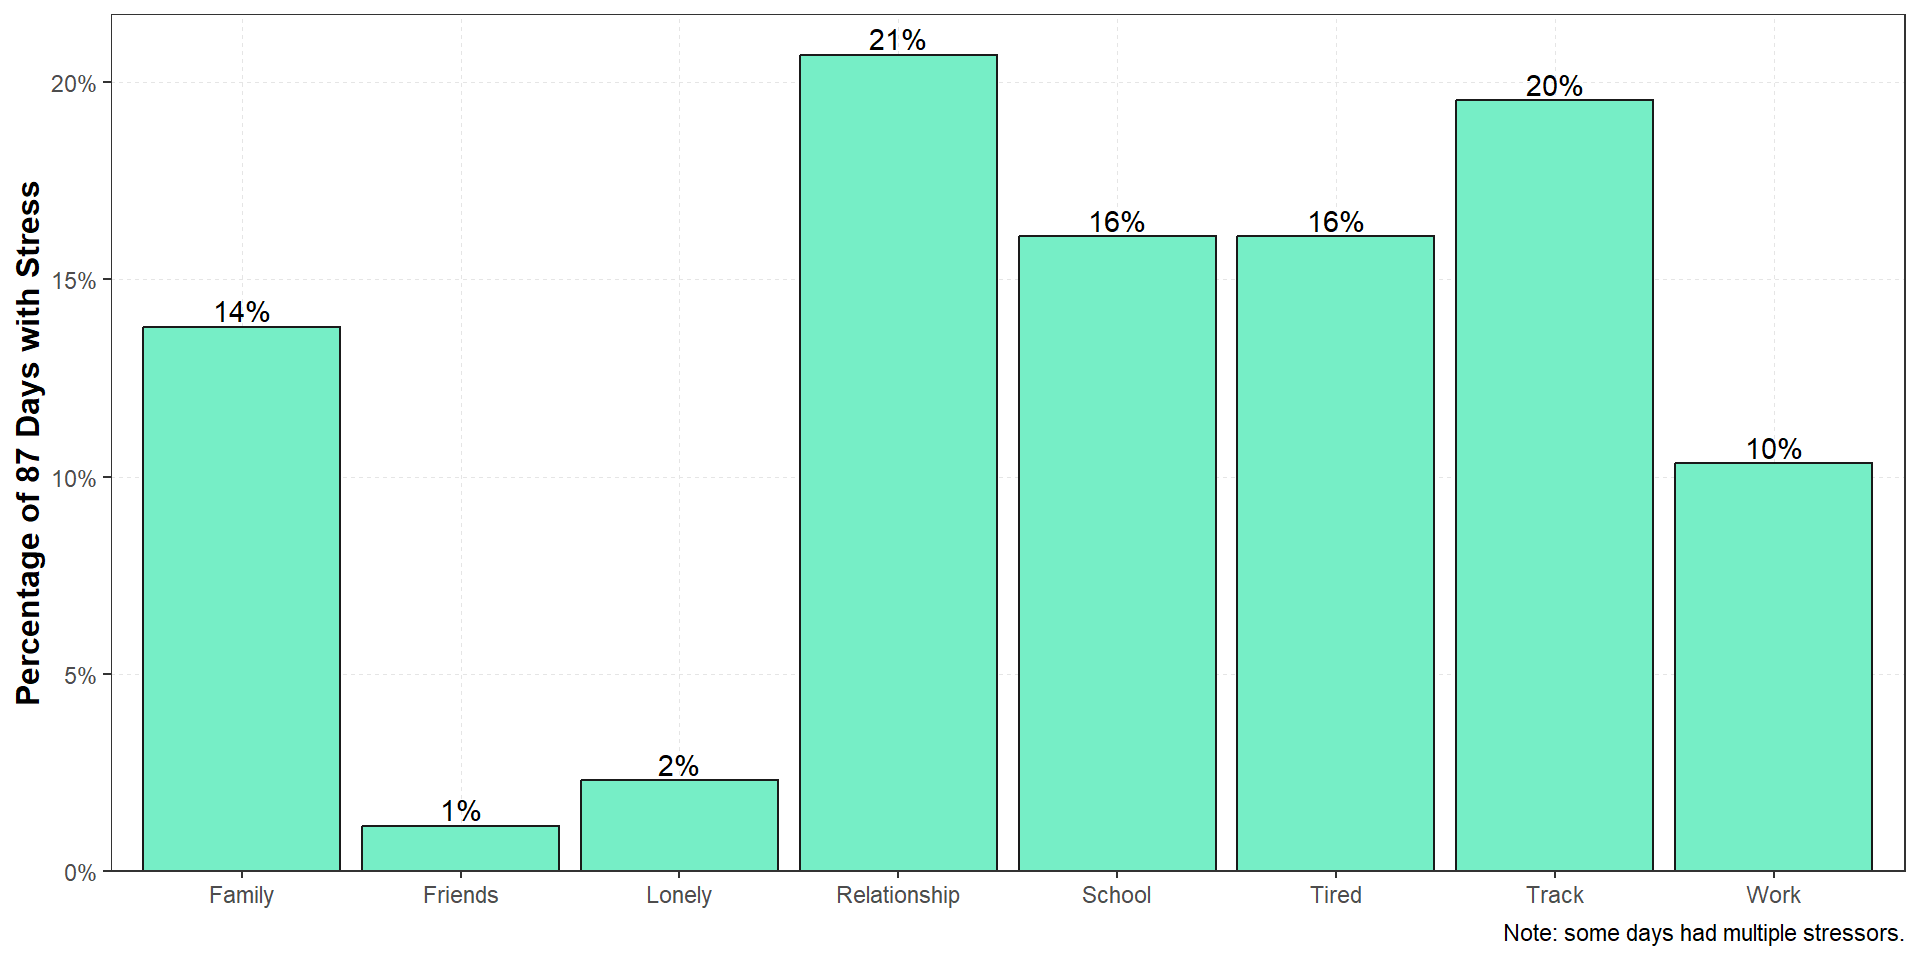 Percentage of 87 Days with Stress
20%
15%
10%
5%
0%
14%
1%
2%
21%
16%
16%
20%
10%
Family
Friends
Lonely
Relationship
School
Tired
Track
Work
Note: some days had multiple stressors.